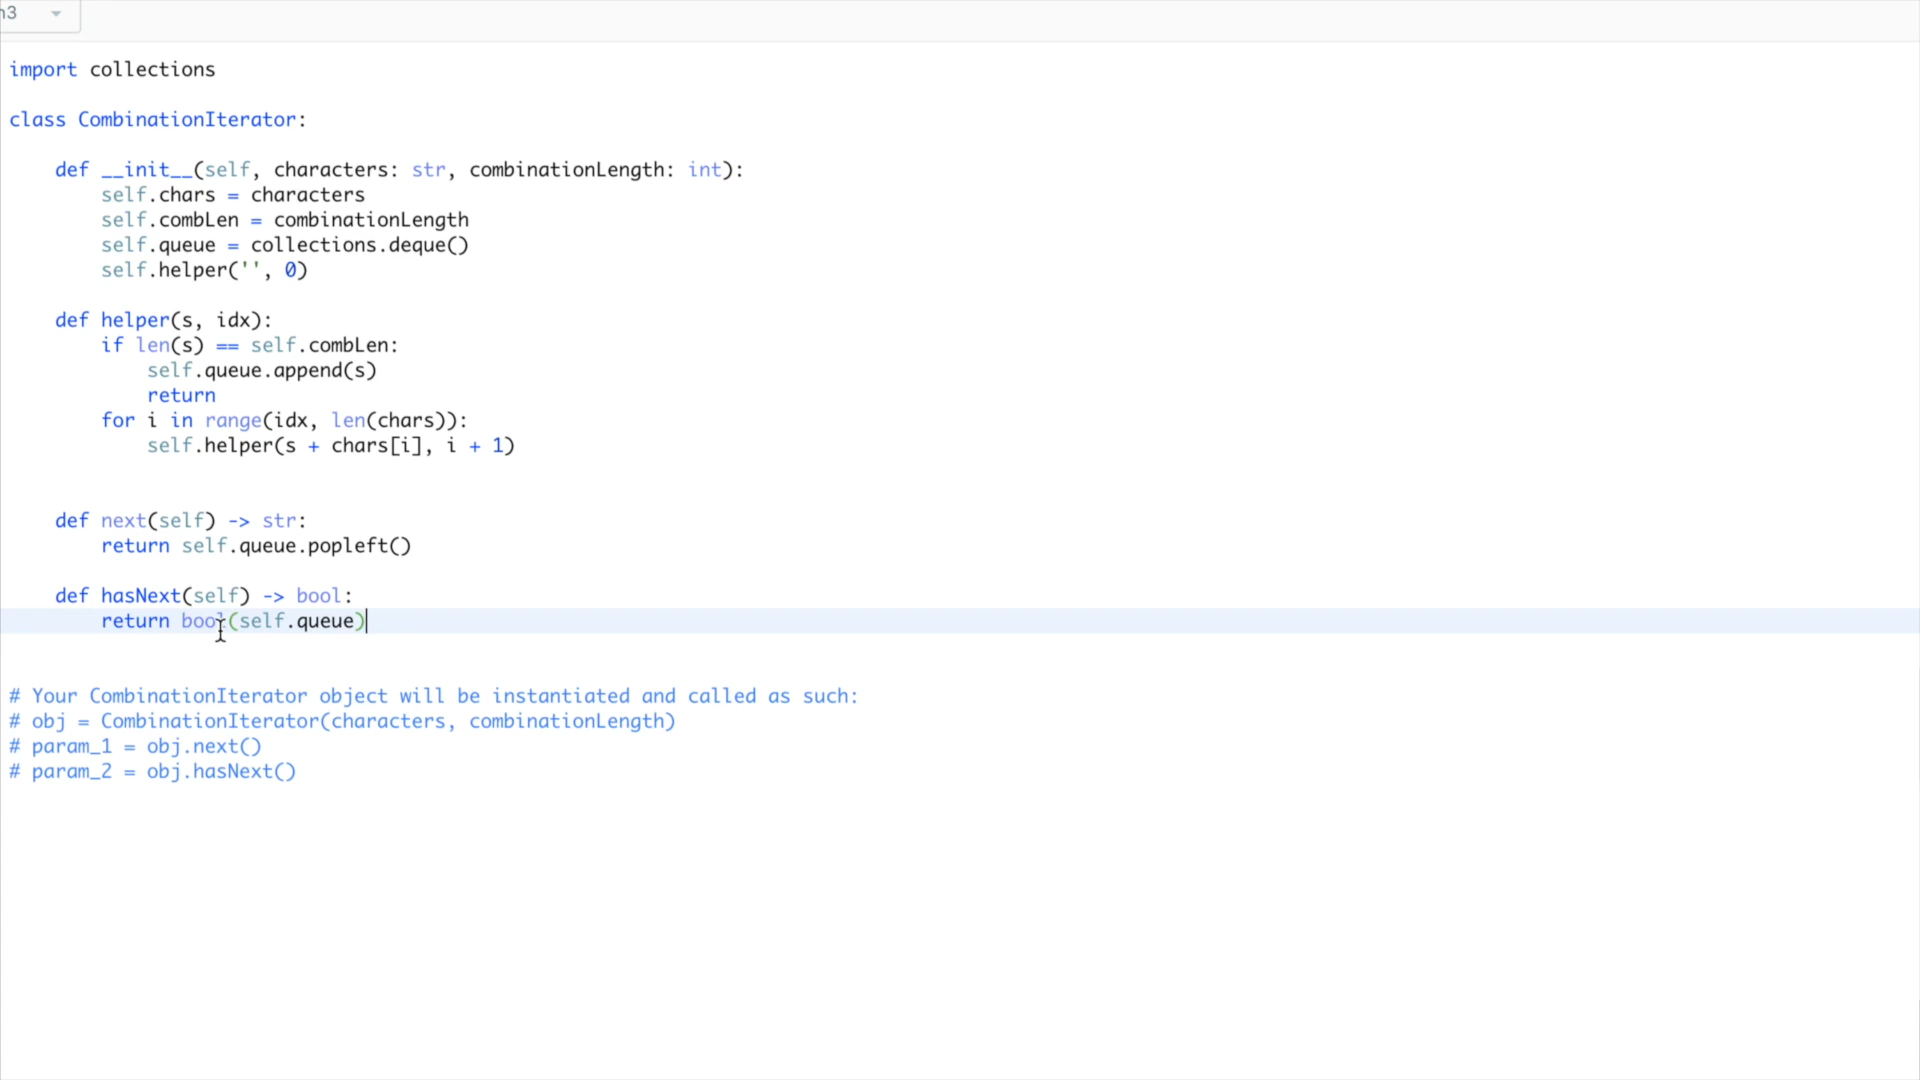 n3
import collections
class CombinationIterator:
def __init__(self, characters: str, combinationLength: int):
self.chars = characters
self.combLen = combinationLength
self.queue = collections.deque()
self.helper('', 0)
def helper(s, idx):
if len(s) == self.combLen:
self.queue.append(s)
return
for i in range(idx, len(chars)):
self.helper(s + chars[i], i + 1)
def next(self) -> str:
return self.queue.popleft()
def hasNext(self) -> bool:
return bool(self.queue)
# Your CombinationIterator object will be instantiated and called as such:
# obj = CombinationIterator(characters, combinationLength)
# param_1 = obj.next()
# param_2 = obj.hasNext()